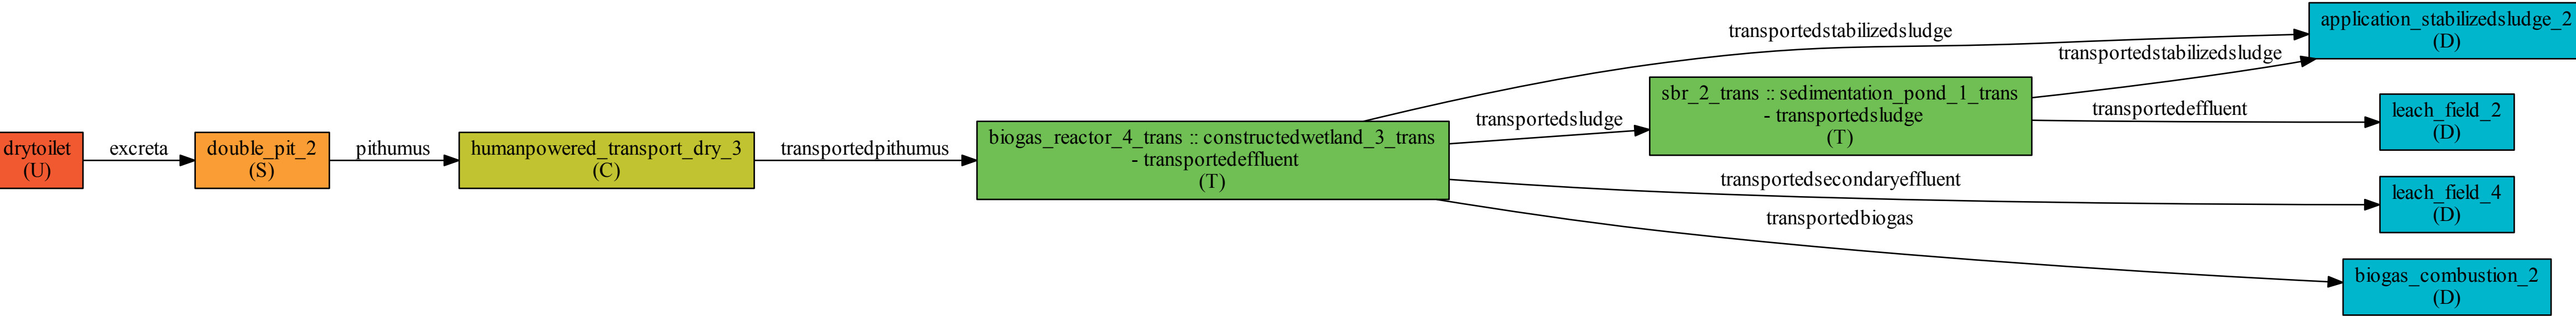 drytoilet
(U)
excreta
double_pit_2
(S)
pithumus
humanpowered_transport_dry_3
(C)
transportedpithumus
biogas_reactor_4_trans :: constructedwetland_3_trans
- transportedeffluent
(T)
transportedstabilizedsludge
transportedsludge
transportedsecondaryeffluent
transportedbiogas
sbr_2_trans :: sedimentation_pond_1_trans
- transportedsludge
(T)
transportedstabilizedsludge
transportedeffluent
application_stabilizedsludge_2
(D)
leach_field_2
(D)
leach_field_4
(D)
biogas_combustion_2
(D)